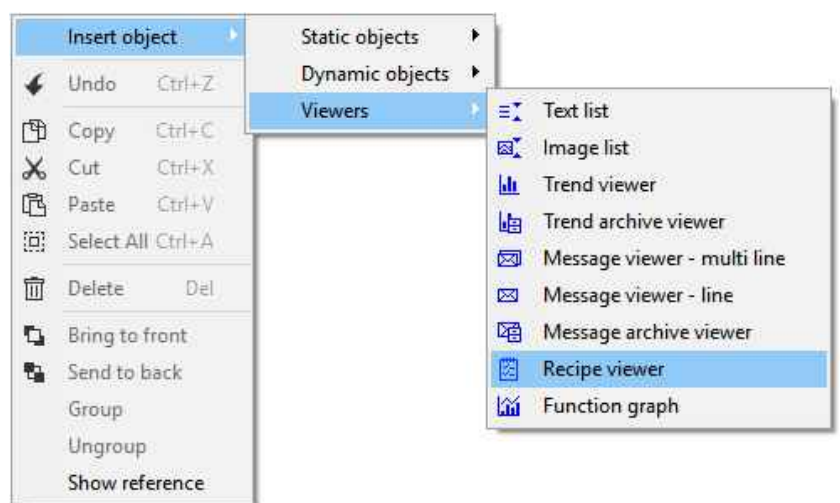 Insert object
Undo Ctrl+Z
Copy Ctrl+C
Cut Ctrl+X
Paste Ctrl+V
Select All Ctrl+A
Delete Del
Bring to front
Send to back
Group
Ungroup
Show reference
Static objects
Dynamic objects
Viewers
Text list
Image list
Trend viewer
Trend archive viewer
Message viewer - multi line
Message viewer - line
Message archive viewer
Recipe viewer
Function graph